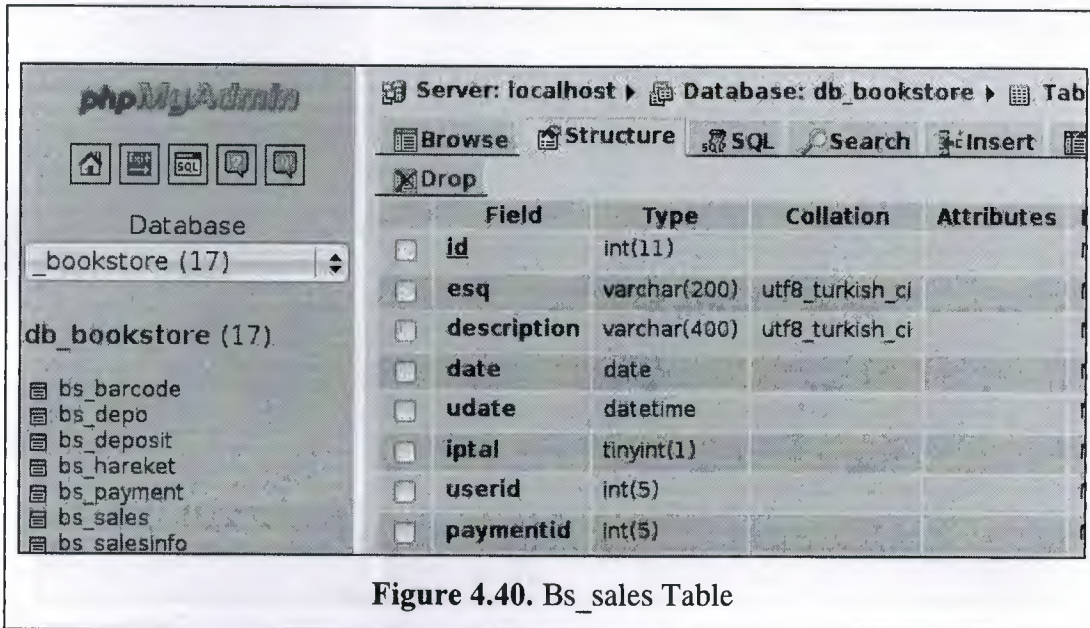 phpMyAdmin
Exit
SQL
Database
_bookstore (17)
db_bookstore (17)
bs_barcode
bs_depo
bs_deposit
bs_hareket
bs_payment
bs_sales
bs_salesinfo
Server: localhost Database: db_bookstore Tab
Browse Structure SQL Search Insert
Drop
Field Type Collation Attributes
id int(11)
esq varchar(200) utf8_turkish_ci
description varchar(400) utf8_turkish_ci
date date
udate datetime
iptal tinyint(1)
userid int(5)
paymentid int(5)
Figure 4.40. Bs_sales Table